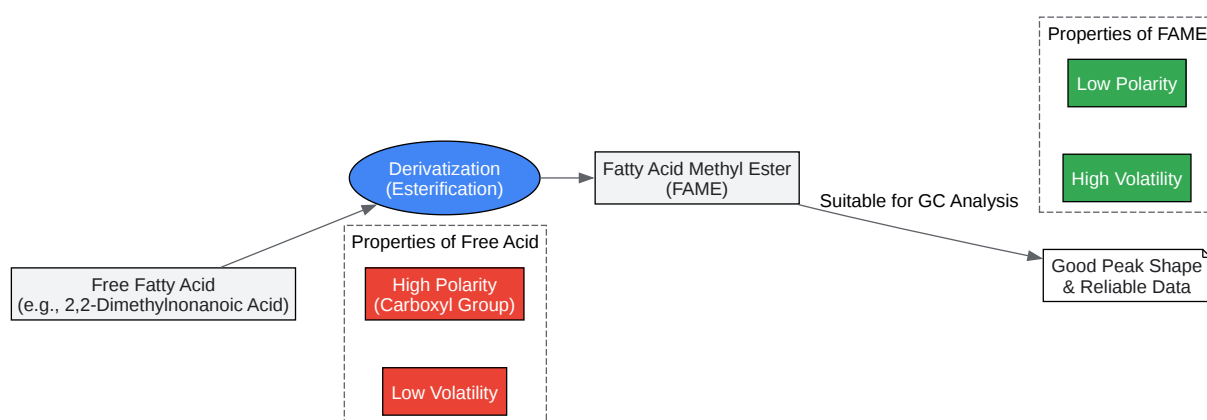 Properties of FAME
Low Polarity
High Volatility
Derivatization
(Esterification)
Fatty Acid Methyl Ester
(FAME)
Suitable for GC Analysis
Properties of Free Acid
Free Fatty Acid
(e.g., 2,2-Dimethylnonanoic Acid)
High Polarity
(Carboxyl Group)
Low Volatility
Good Peak Shape
& Reliable Data